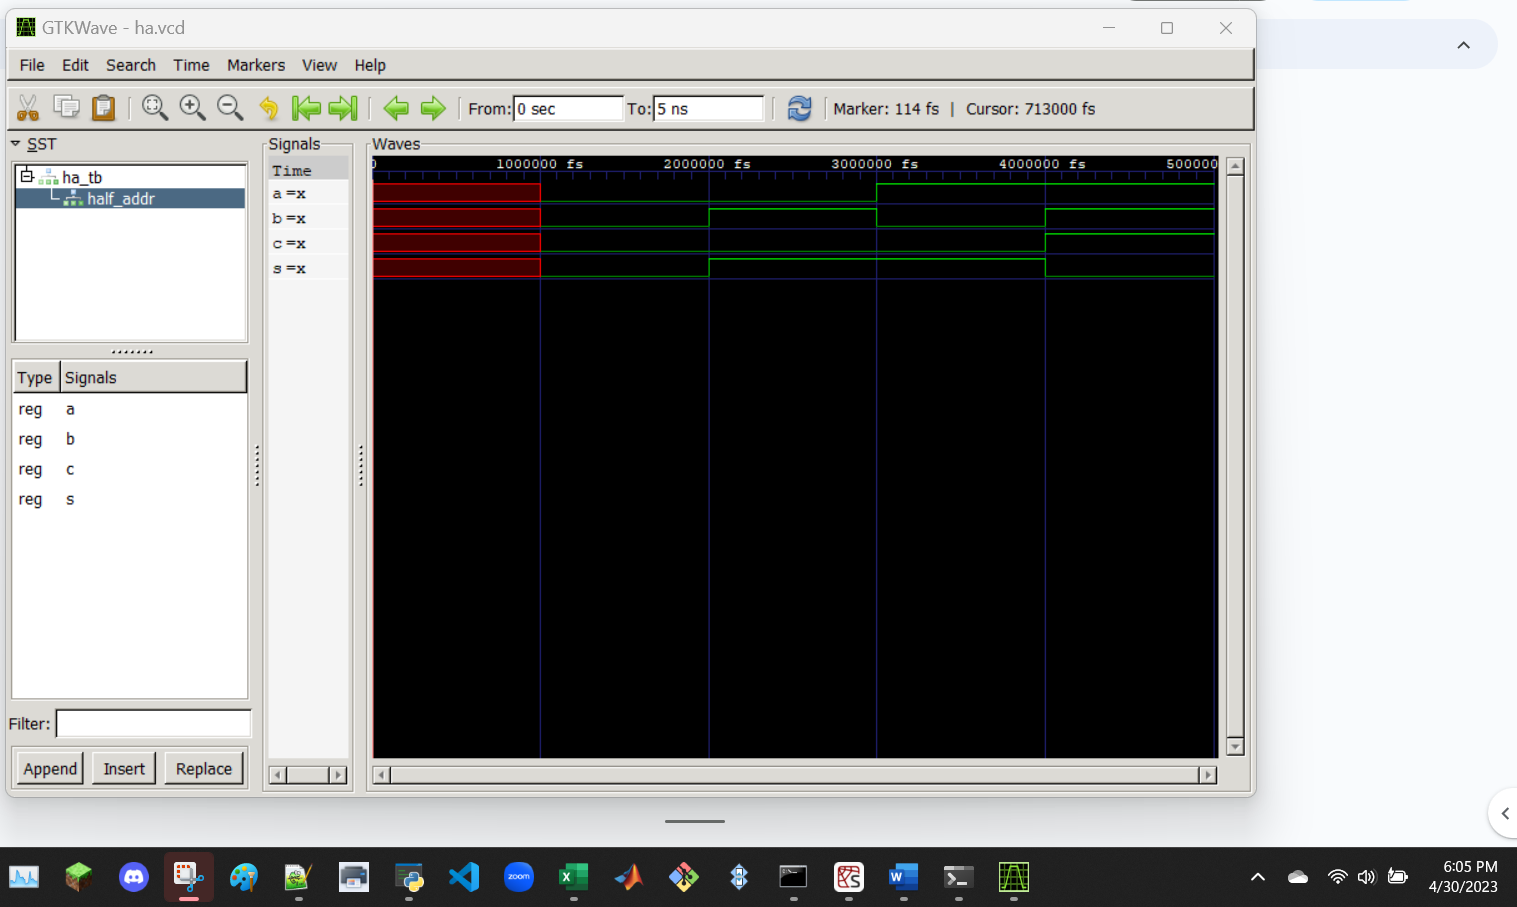 GTKWave - ha.vcd
File Edit Search Time Markers View Help
From: 0 sec To: 5 ns Marker: 114 fs | Cursor: 713000 fs
SST
ha_tb
half_addr
Type Signals
reg a
reg b
reg c
reg s
Filter:
Append Insert Replace
Signals
Time
a =x
b =x
c =x
s =x
Waves
0 1000000 fs 2000000 fs 3000000 fs 4000000 fs 500000
zoom
6:05 PM
4/30/2023